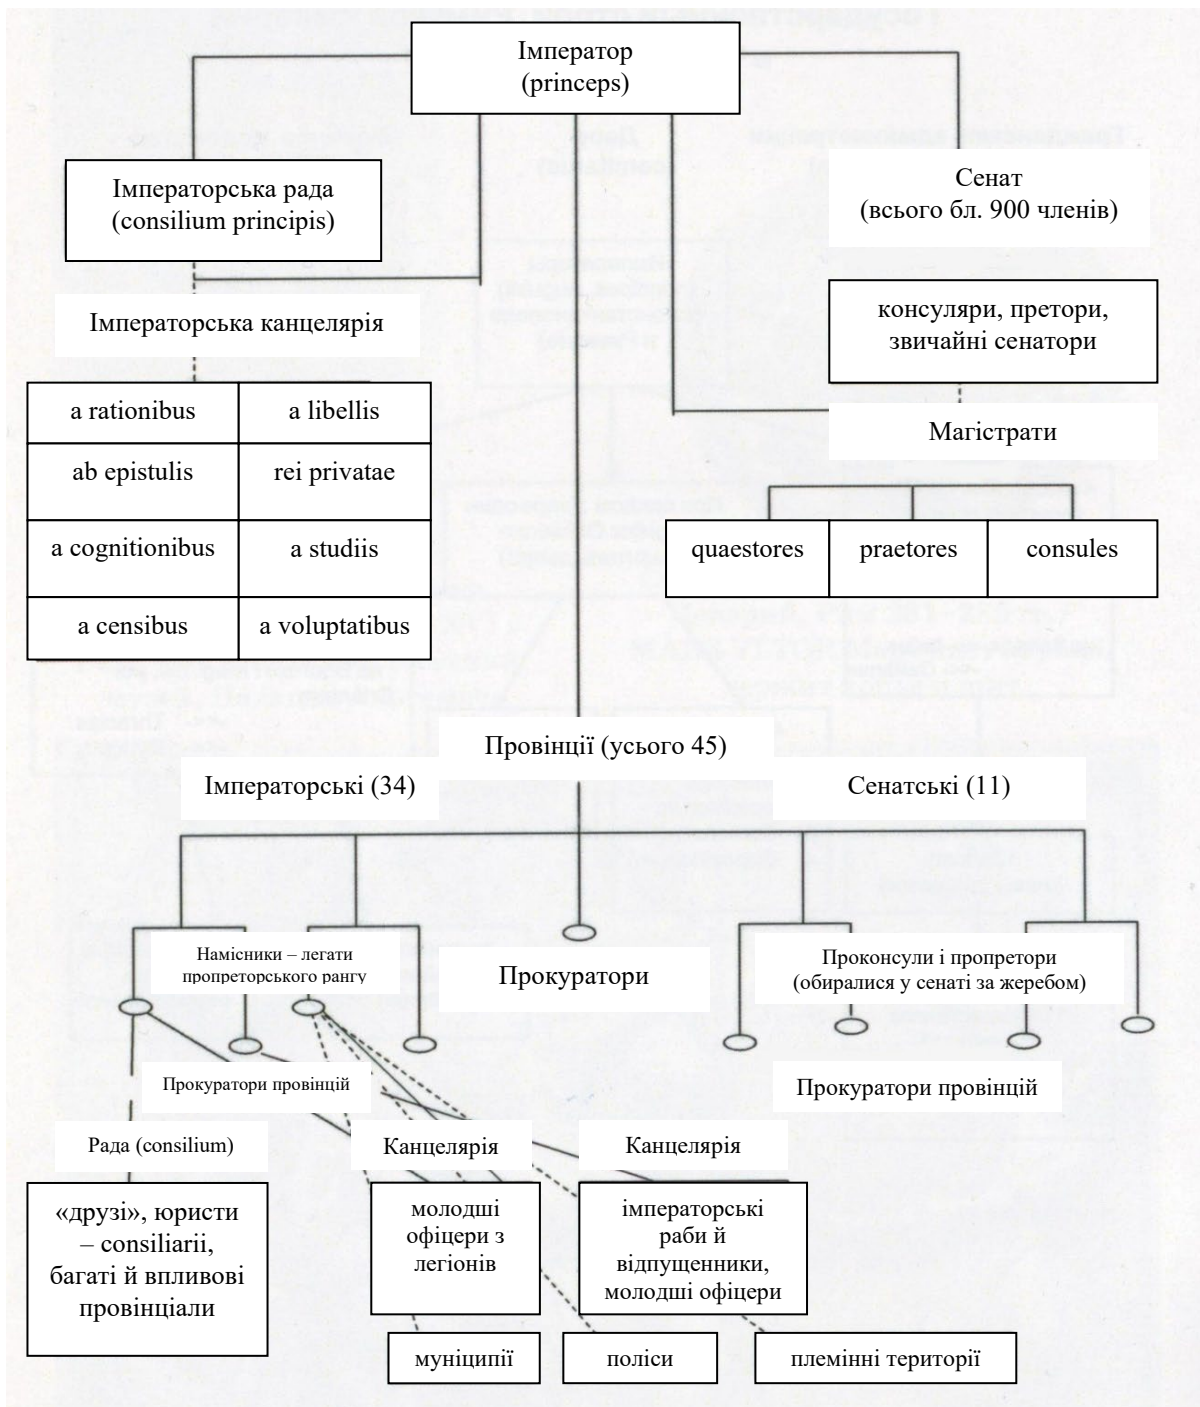 Імператор
(princeps)
Імператорська рада
(consilium principis)
Сенат
(всього бл. 900 членів)
Імператорська канцелярія
консуляри, претори,
звичайні сенатори
a rationibus
a libellis
ab epistulis
rei privatae
a cognitionibus
a studiis
a censibus
a voluptatibus
Магістрати
quaestores
praetores
consules
Провінції (усього 45)
Імператорські (34)
Сенатські (11)
Намісники – легати
пропреторського рангу
Прокуратори
Проконсули і пропретори
(обиралися у сенаті за жеребом)
Прокуратори провінцій
Прокуратори провінцій
Рада (consilium)
Канцелярія
Канцелярія
«друзі», юристи
– consiliarii,
багаті й впливові
провінціали
молодші
офіцери з
легіонів
імператорські
раби й
відпущенники,
молодші офіцери
муніципії
поліси
племінні території